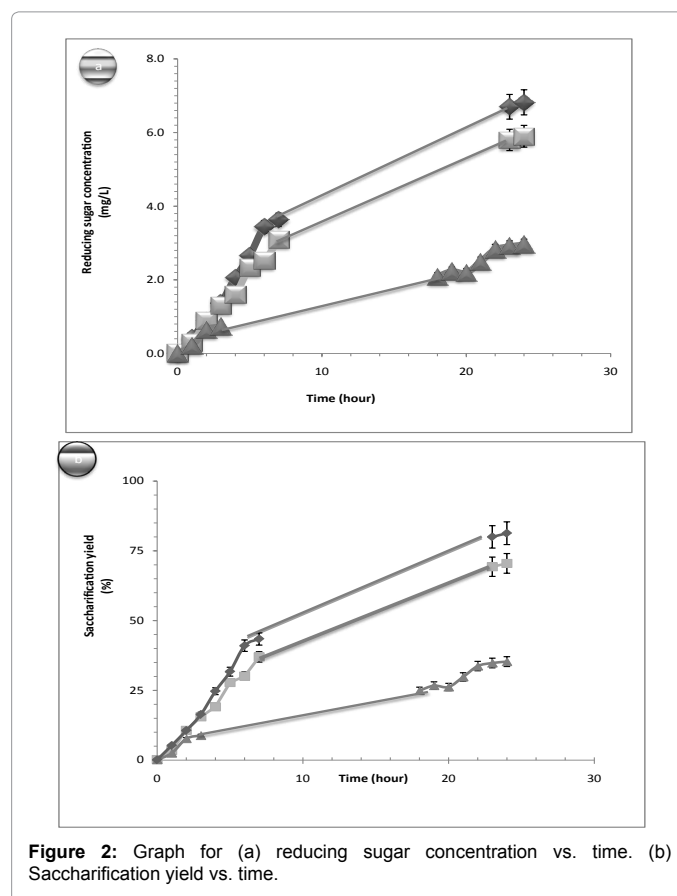 a
8.0
6.0
4.0
2.0
0.0
0 10 20 30
Reducing sugar concentration
(mg/L)
Time (hour)
b
100
75
50
25
0
0 10 20 30
Saccharification yield
(%)
Time (hour)
Figure 2: Graph for (a) reducing sugar concentration vs. time. (b)
Saccharification yield vs. time.